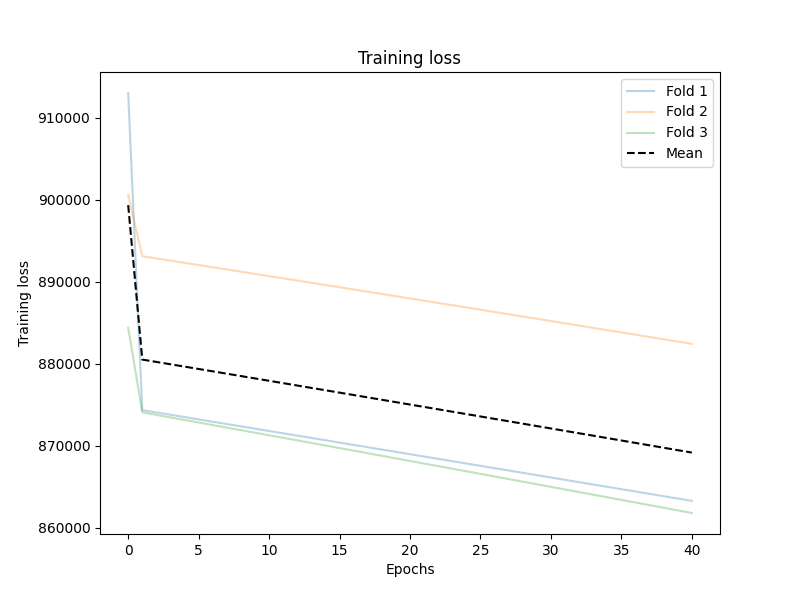 Training loss
Fold 1
Fold 2
Fold 3
Mean
Training loss
910000
900000
890000
880000
870000
860000
0 5 10 15 20 25 30 35 40
Epochs